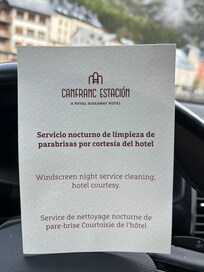 CANFRANC ESTACIÓN
A ROYAL HIDEAWAY HOTEL
Servicio nocturno de limpieza de
parabrisas por cortesía del hotel
Windscreen night service cleaning,
hotel courtesy.
Service de nettoyage nocturne de
pare-brise Courtoisie de l'hôtel